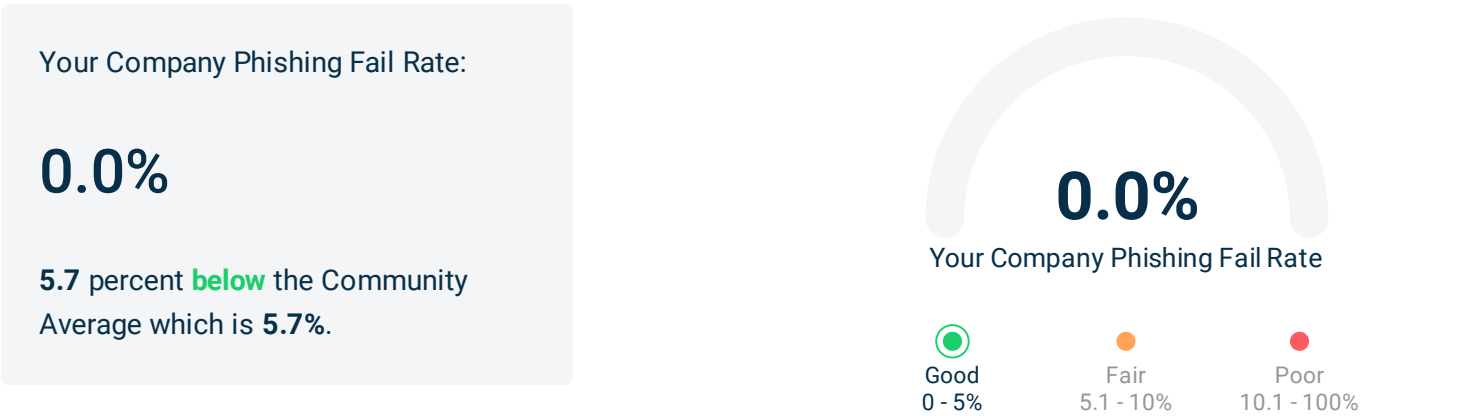 Your Company Phishing Fail Rate:
0.0%
5.7 percent below the Community
Average which is 5.7%.
0.0%
Your Company Phishing Fail Rate
Good
0 - 5%
Fair
5.1 - 10%
Poor
10.1 - 100%